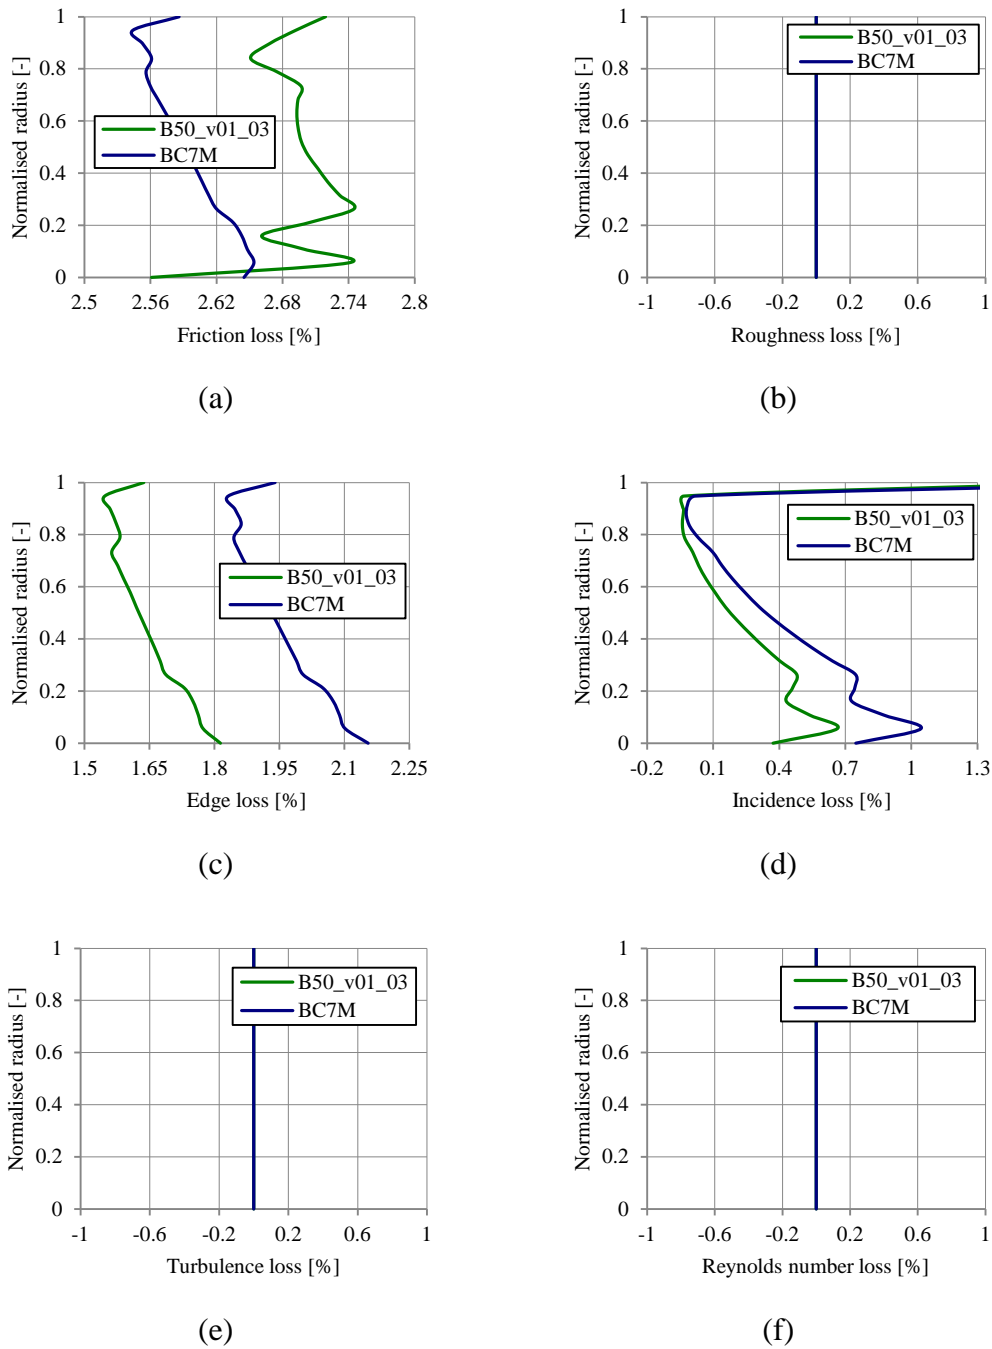 1
0.8
0.6
0.4
0.2
0
Normalised radius [-]
B50_v01_03
BC7M
2.5 2.56 2.62 2.68 2.74 2.8
Friction loss [%]
(a)
1
0.8
0.6
0.4
0.2
0
Normalised radius [-]
B50_v01_03
BC7M
-1 -0.6 -0.2 0.2 0.6 1
Roughness loss [%]
(b)
1
0.8
0.6
0.4
0.2
0
Normalised radius [-]
B50_v01_03
BC7M
1.5 1.65 1.8 1.95 2.1 2.25
Edge loss [%]
(c)
1
0.8
0.6
0.4
0.2
0
Normalised radius [-]
B50_v01_03
BC7M
-0.2 0.1 0.4 0.7 1 1.3
Incidence loss [%]
(d)
1
0.8
0.6
0.4
0.2
0
Normalised radius [-]
B50_v01_03
BC7M
-1 -0.6 -0.2 0.2 0.6 1
Turbulence loss [%]
(e)
1
0.8
0.6
0.4
0.2
0
Normalised radius [-]
B50_v01_03
BC7M
-1 -0.6 -0.2 0.2 0.6 1
Reynolds number loss [%]
(f)